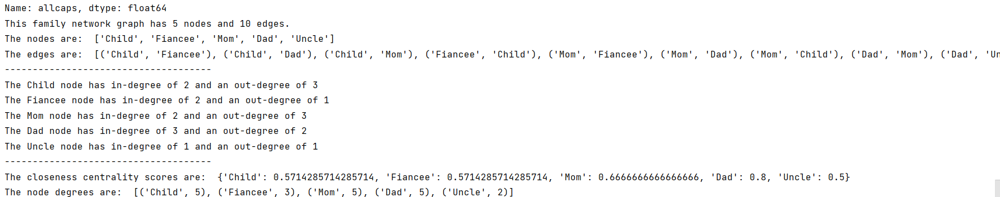 Name: allcaps, dtype: float64
This family network graph has 5 nodes and 10 edges.
The nodes are:  ['Child', 'Fiancee', 'Mom', 'Dad', 'Uncle']
The edges are:  [('Child', 'Fiancee'), ('Child', 'Dad'), ('Child', 'Mom'), ('Fiancee', 'Child'), ('Mom', 'Fiancee'), ('Mom', 'Dad'), ('Mom', 'Child'), ('Dad', 'Mom'), ('Dad',
-------------------------------------
The Child node has in-degree of 2 and an out-degree of 3
The Fiancee node has in-degree of 2 and an out-degree of 1
The Mom node has in-degree of 2 and an out-degree of 3
The Dad node has in-degree of 3 and an out-degree of 2
The Uncle node has in-degree of 1 and an out-degree of 1
-------------------------------------
The closeness centrality scores are:  {'Child': 0.5714285714285714, 'Fiancee': 0.5714285714285714, 'Mom': 0.6666666666666666, 'Dad': 0.8, 'Uncle': 0.5}
The node degrees are:  [('Child', 5), ('Fiancee', 3), ('Mom', 5), ('Dad', 5), ('Uncle', 2)]